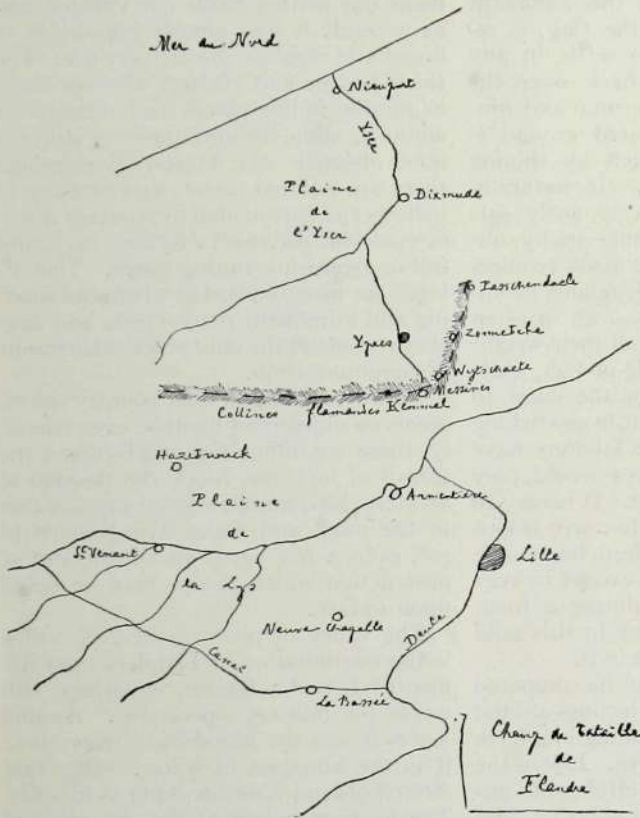 Mer du Nord
Nieuport
Yser
Dixmude
Plaine
de
l'Yser
Passchendaele
Ypres
Zonnebeke
Wytschaete
Messines
Collines flamandes Kemmel
Hazebrouck
Plaine
de
la Lys
Armentière
St Venant
Lille
Neuve Chapelle
Deule
Canal
La Bassée
Champ de Bataille
de
Flandre